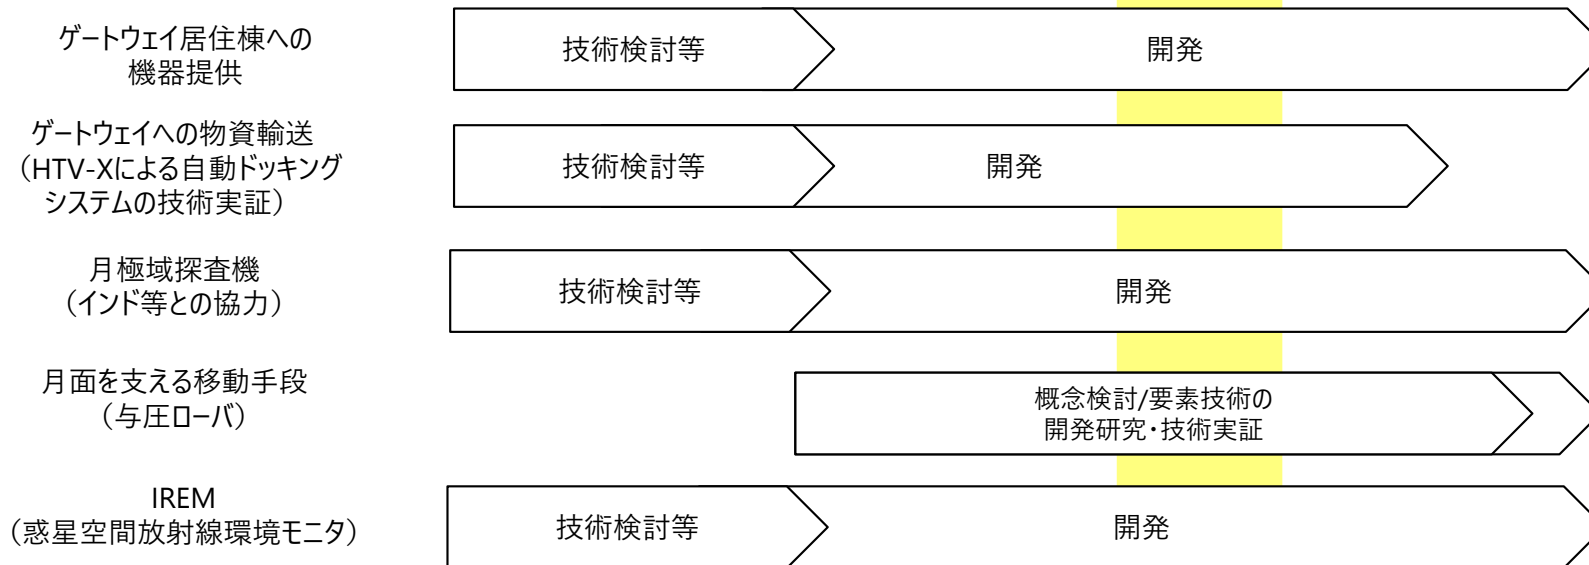 ゲートウェイ居住棟への
機器提供
技術検討等
開発
ゲートウェイへの物資輸送
（HTV-Xによる自動ドッキング
システムの技術実証）
技術検討等
開発
月極域探査機
（インド等との協力）
技術検討等
開発
月面を支える移動手段
（与圧ローバ）
概念検討/要素技術の
開発研究・技術実証
IREM
（惑星空間放射線環境モニタ）
技術検討等
開発